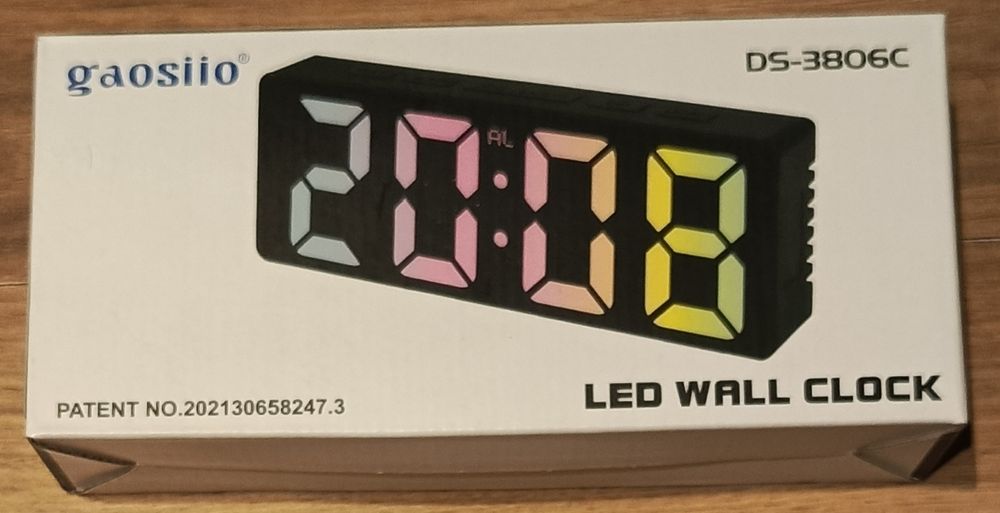 gaosiio®
DS-3806C
AL
20:08
PATENT NO.202130658247.3
LED WALL CLOCK